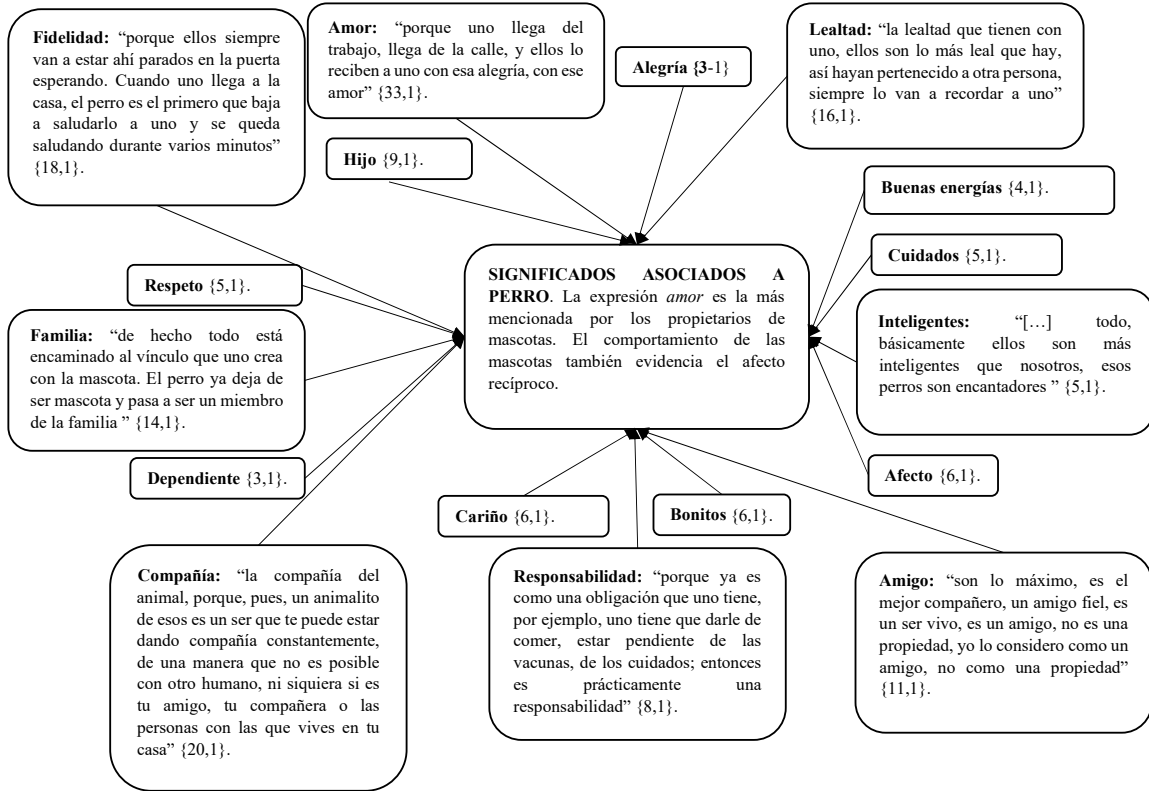 Fidelidad: “porque ellos siempre
van a estar ahí parados en la puerta
esperando. Cuando uno llega a la
casa, el perro es el primero que baja
a saludarlo a uno y se queda
saludando durante varios minutos”
{18,1}.
Amor: “porque uno llega del
trabajo, llega de la calle, y ellos lo
reciben a uno con esa alegría, con ese
amor” {33,1}.
Alegría {3-1}
Lealtad: “la lealtad que tienen con
uno, ellos son lo más leal que hay,
así hayan pertenecido a otra persona,
siempre lo van a recordar a uno”
{16,1}.
Hijo {9,1}.
Buenas energías {4,1}.
Cuidados {5,1}.
Respeto {5,1}.
SIGNIFICADOS ASOCIADOS A
PERRO. La expresión amor es la más
mencionada por los propietarios de
mascotas. El comportamiento de las
mascotas también evidencia el afecto
recíproco.
Familia: “de hecho todo está
encaminado al vínculo que uno crea
con la mascota. El perro ya deja de
ser mascota y pasa a ser un miembro
de la familia ” {14,1}.
Inteligentes: “[…] todo,
básicamente ellos son más
inteligentes que nosotros, esos
perros son encantadores ” {5,1}.
Dependiente {3,1}.
Afecto {6,1}.
Cariño {6,1}.
Bonitos {6,1}.
Compañía: “la compañía del
animal, porque, pues, un animalito
de esos es un ser que te puede estar
dando compañía constantemente,
de una manera que no es posible
con otro humano, ni siquiera si es
tu amigo, tu compañera o las
personas con las que vives en tu
casa” {20,1}.
Responsabilidad: “porque ya es
como una obligación que uno tiene,
por ejemplo, uno tiene que darle de
comer, estar pendiente de las
vacunas, de los cuidados; entonces
es prácticamente una
responsabilidad” {8,1}.
Amigo: “son lo máximo, es el
mejor compañero, un amigo fiel, es
un ser vivo, es un amigo, no es una
propiedad, yo lo considero como un
amigo, no como una propiedad”
{11,1}.